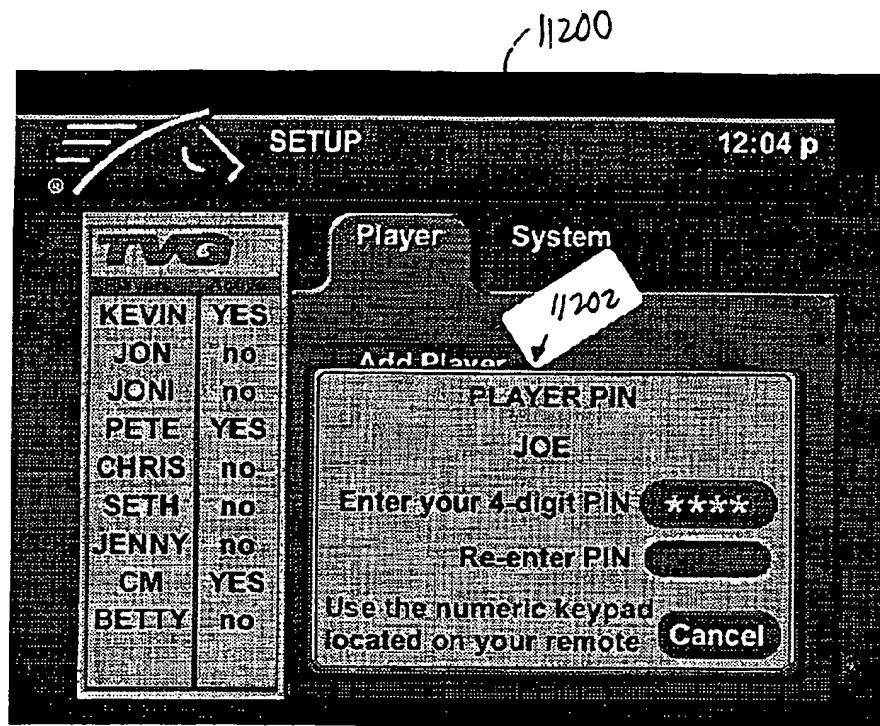 11200
SETUP
12:04 p
®
TVG
Player System
11202
KEVIN YES
JON no
JONI no
PETE YES
CHRIS no
SETH no
JENNY no
CM YES
BETTY no
Add Player
PLAYER PIN
JOE
Enter your 4-digit PIN ****
Re-enter PIN
Use the numeric keypad
located on your remote
Cancel